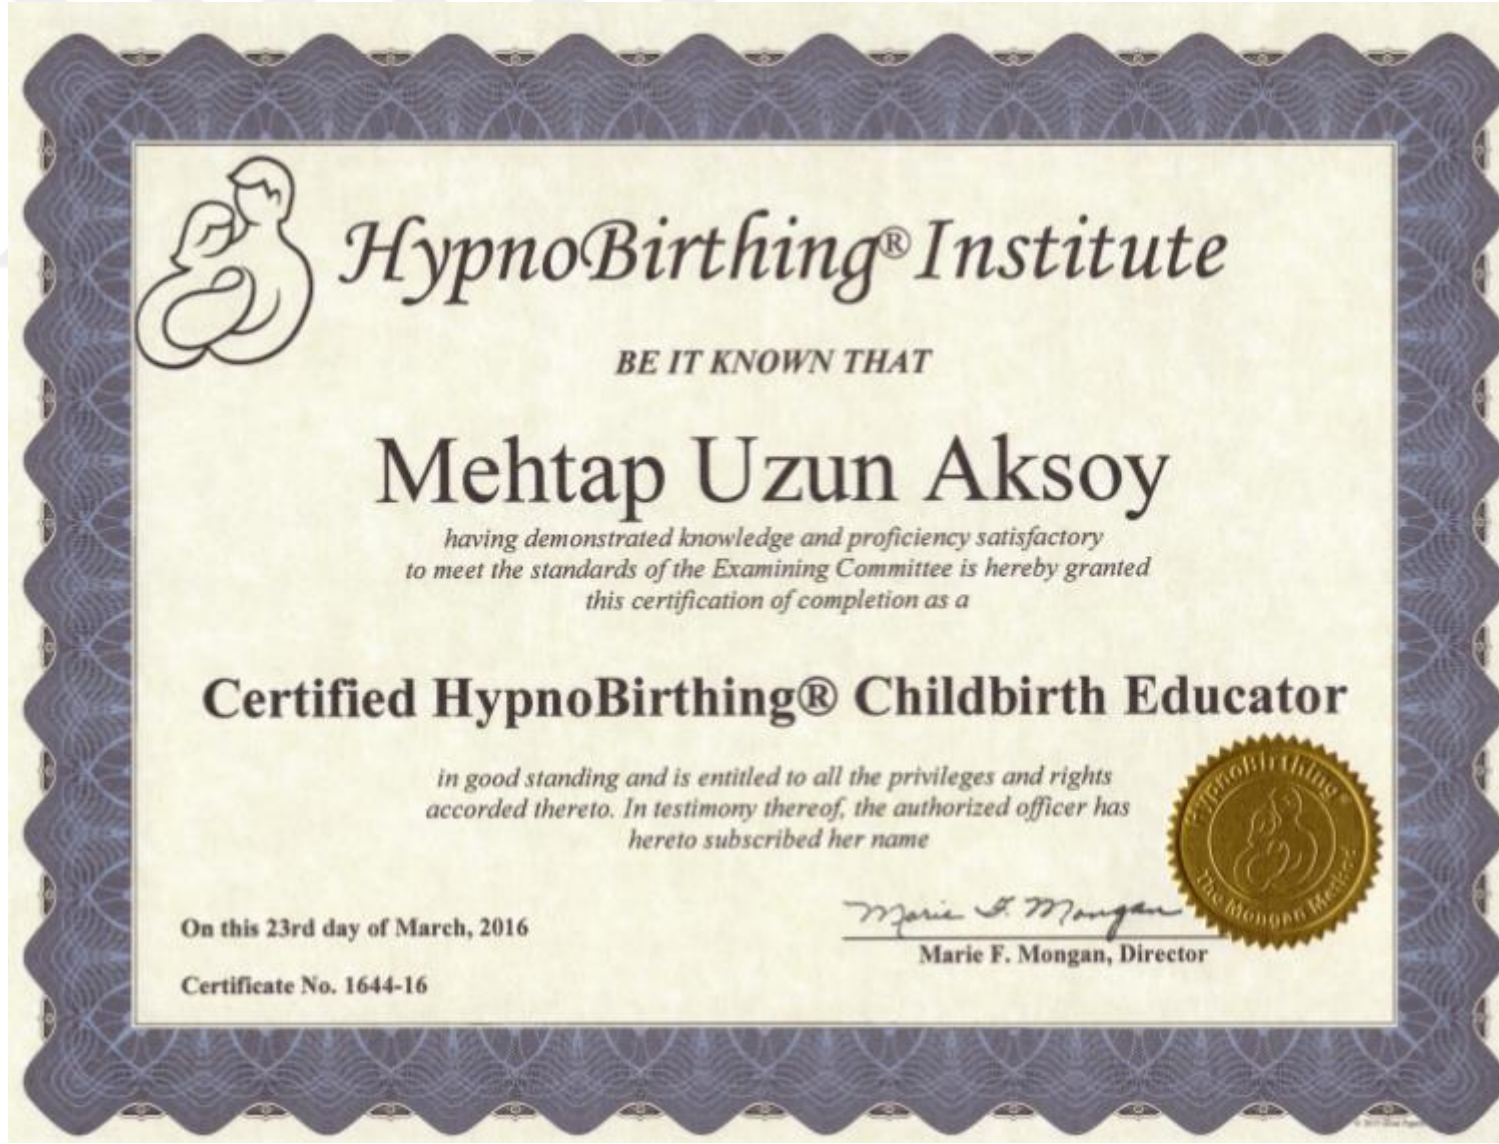 HypnoBirthing® Institute
BE IT KNOWN THAT
Mehtap Uzun Aksoy
having demonstrated knowledge and proficiency satisfactory
to meet the standards of the Examining Committee is hereby granted
this certification of completion as a
Certified HypnoBirthing® Childbirth Educator
in good standing and is entitled to all the privileges and rights
accorded thereto. In testimony thereof, the authorized officer has
hereto subscribed her name
HypnoBirthing®
The Mongan Method
Marie F. Mongan
On this 23rd day of March, 2016
Marie F. Mongan, Director
Certificate No. 1644-16